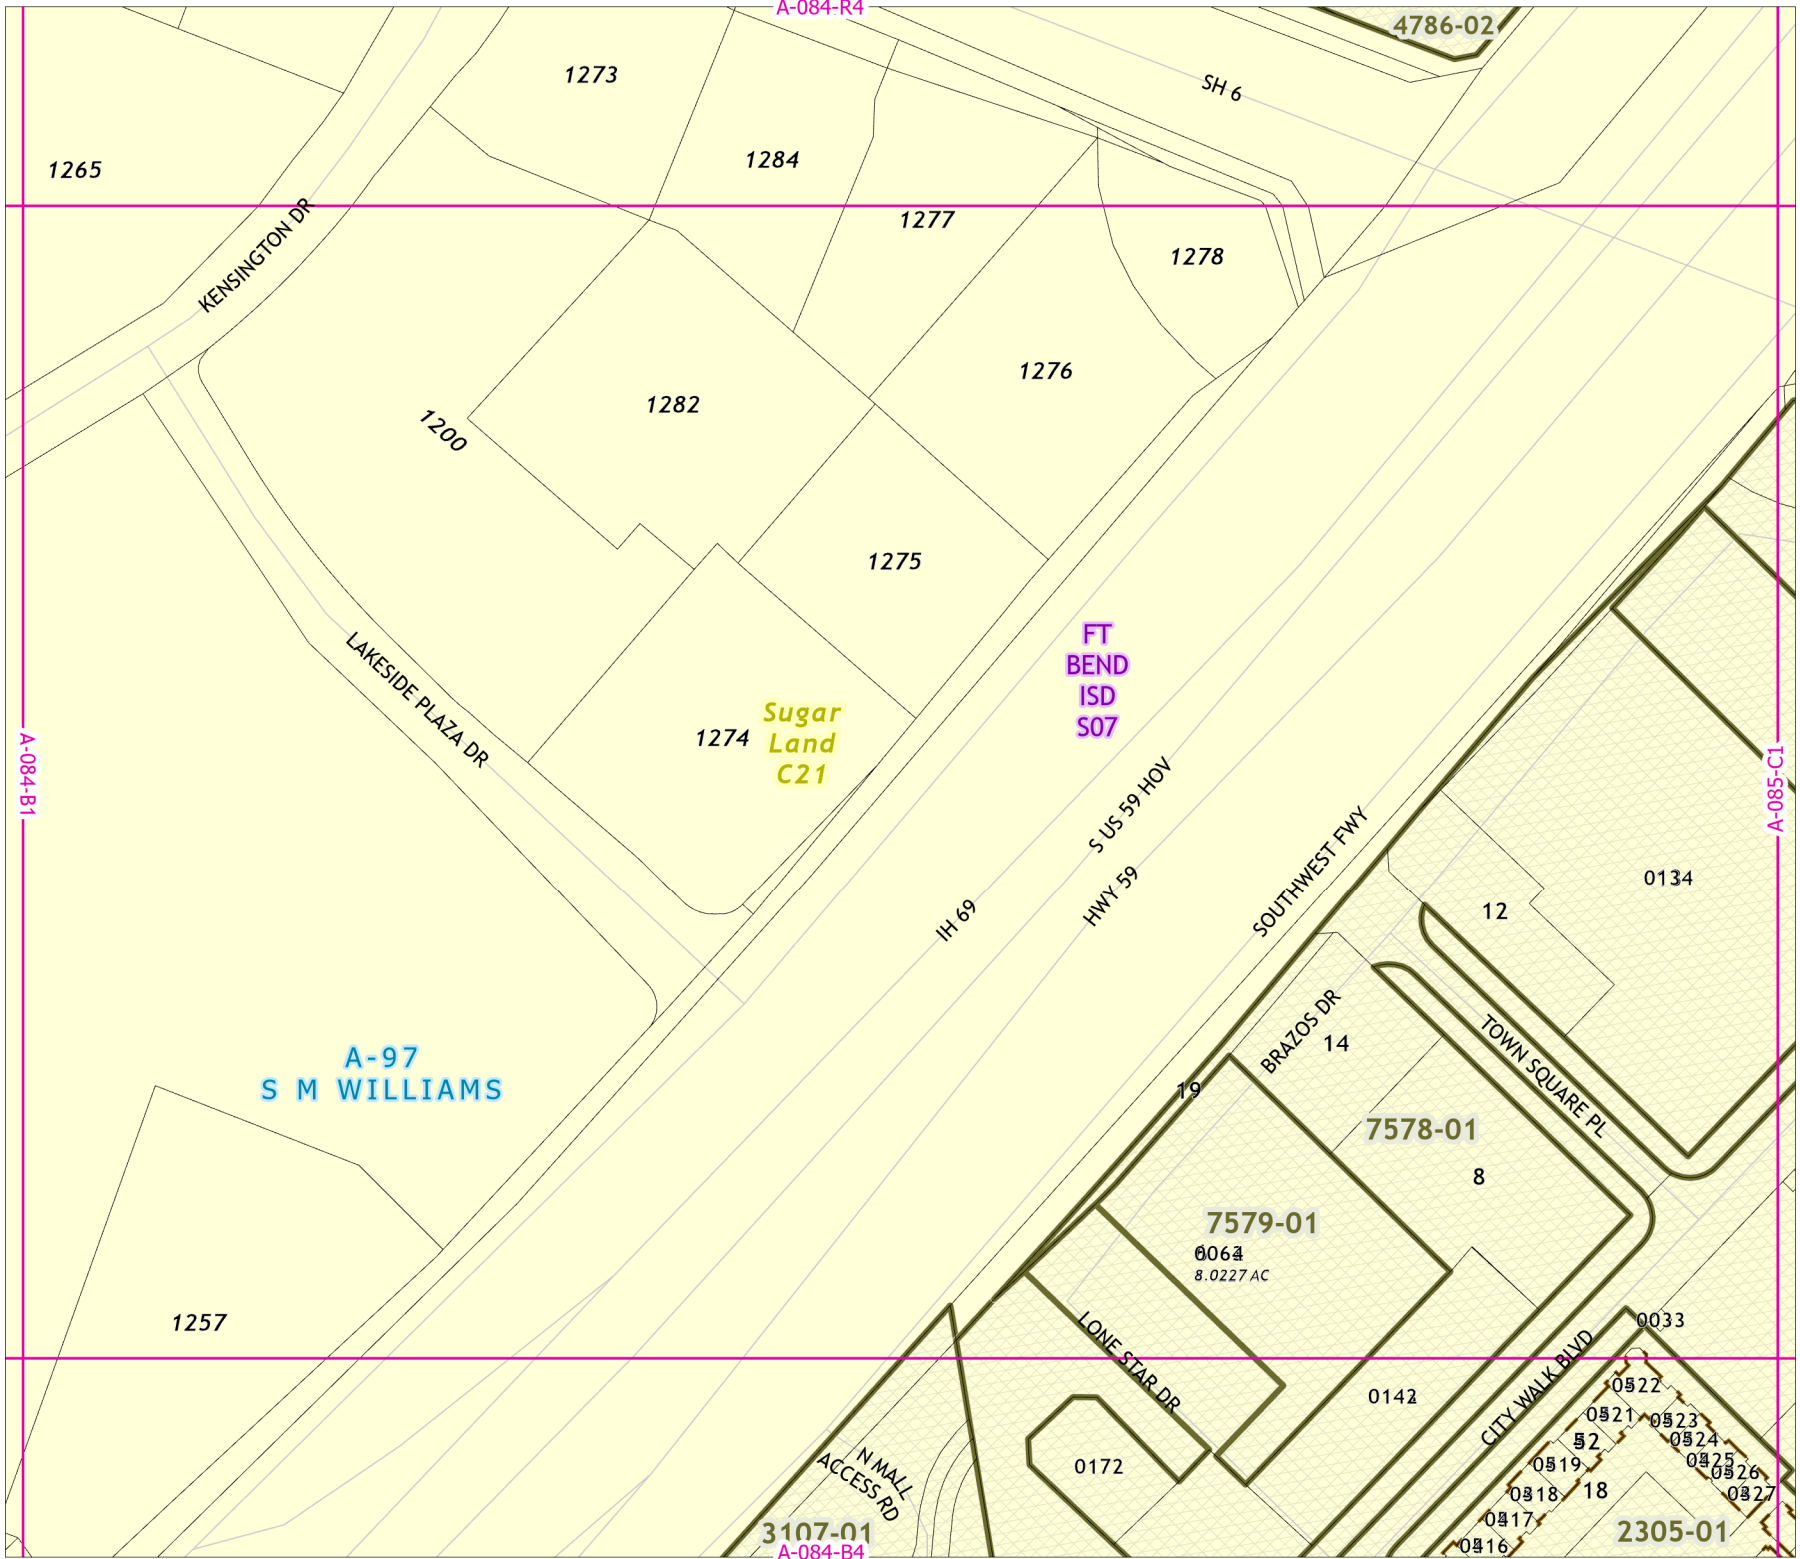 A-084-R4
4786-02
1273
SH 6
1284
1265
1277
KENSINGTON DR
1278
1276
1282
1200
1275
FT
BEND
ISD
S07
LAKESIDE PLAZA DR
Sugar
Land
C21
1274
A-084-B1
A-085-C1
S US 59 HOV
HWY 59
IH 69
SOUTHWEST FWY
12
A-97
S M WILLIAMS
BRAZOS DR
14
TOWN SQUARE PL
19
7578-01
8
7579-01
8.0227 AC
1257
LONE STAR DR
0033
CITY WALK BLVD
0172
N MALL
ACCESS RD
18
3107-01
2305-01
A-084-B4